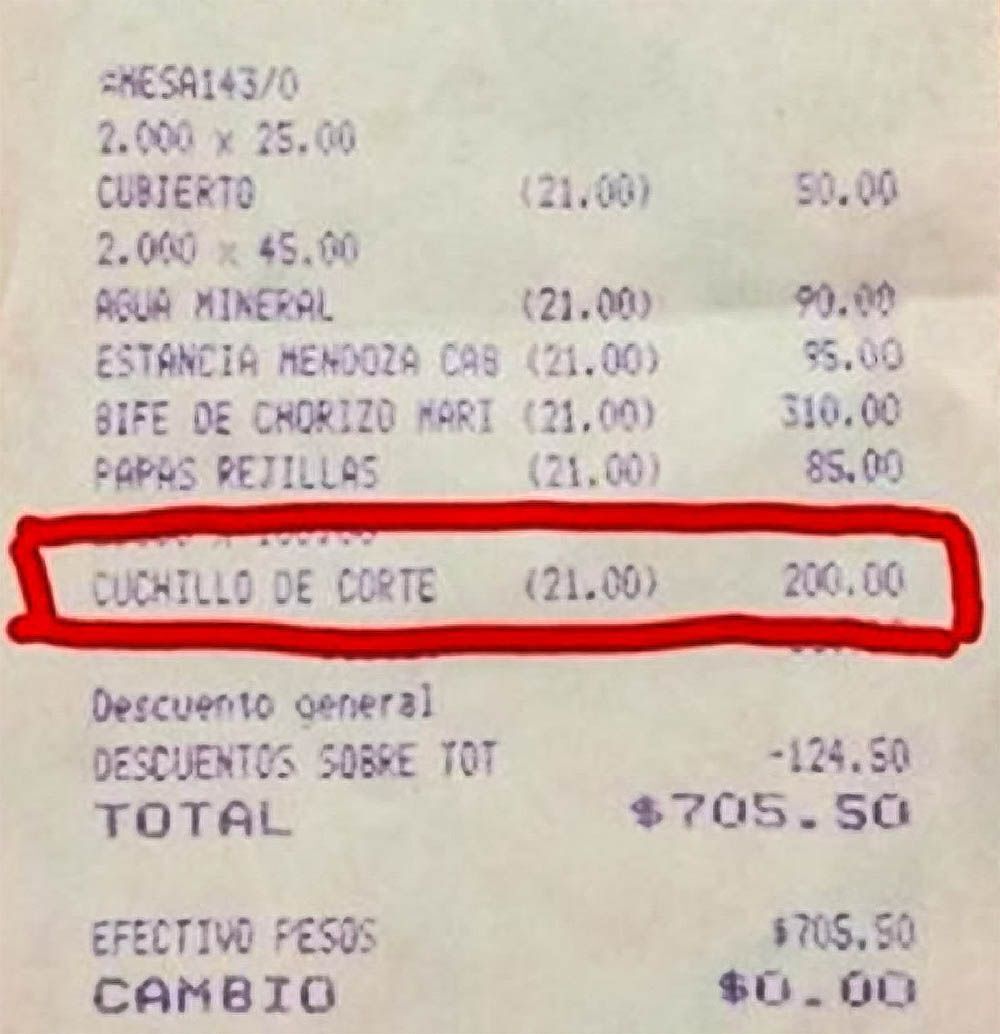 =MESA143/0
2.000 x 25.00
CUBIERTO (21.00) 50.00
2.000 x 45.00
AGUA MINERAL (21.00) 90.00
ESTANCIA MENDOZA CAB (21.00) 95.00
BIFE DE CHORIZO MARI (21.00) 310.00
PAPAS REJILLAS (21.00) 85.00
CUCHILLO DE CORTE (21.00) 200.00
Descuento general
DESCUENTOS SOBRE TOT -124.50
TOTAL $705.50
EFECTIVO PESOS $705.50
CAMBIO $0.00